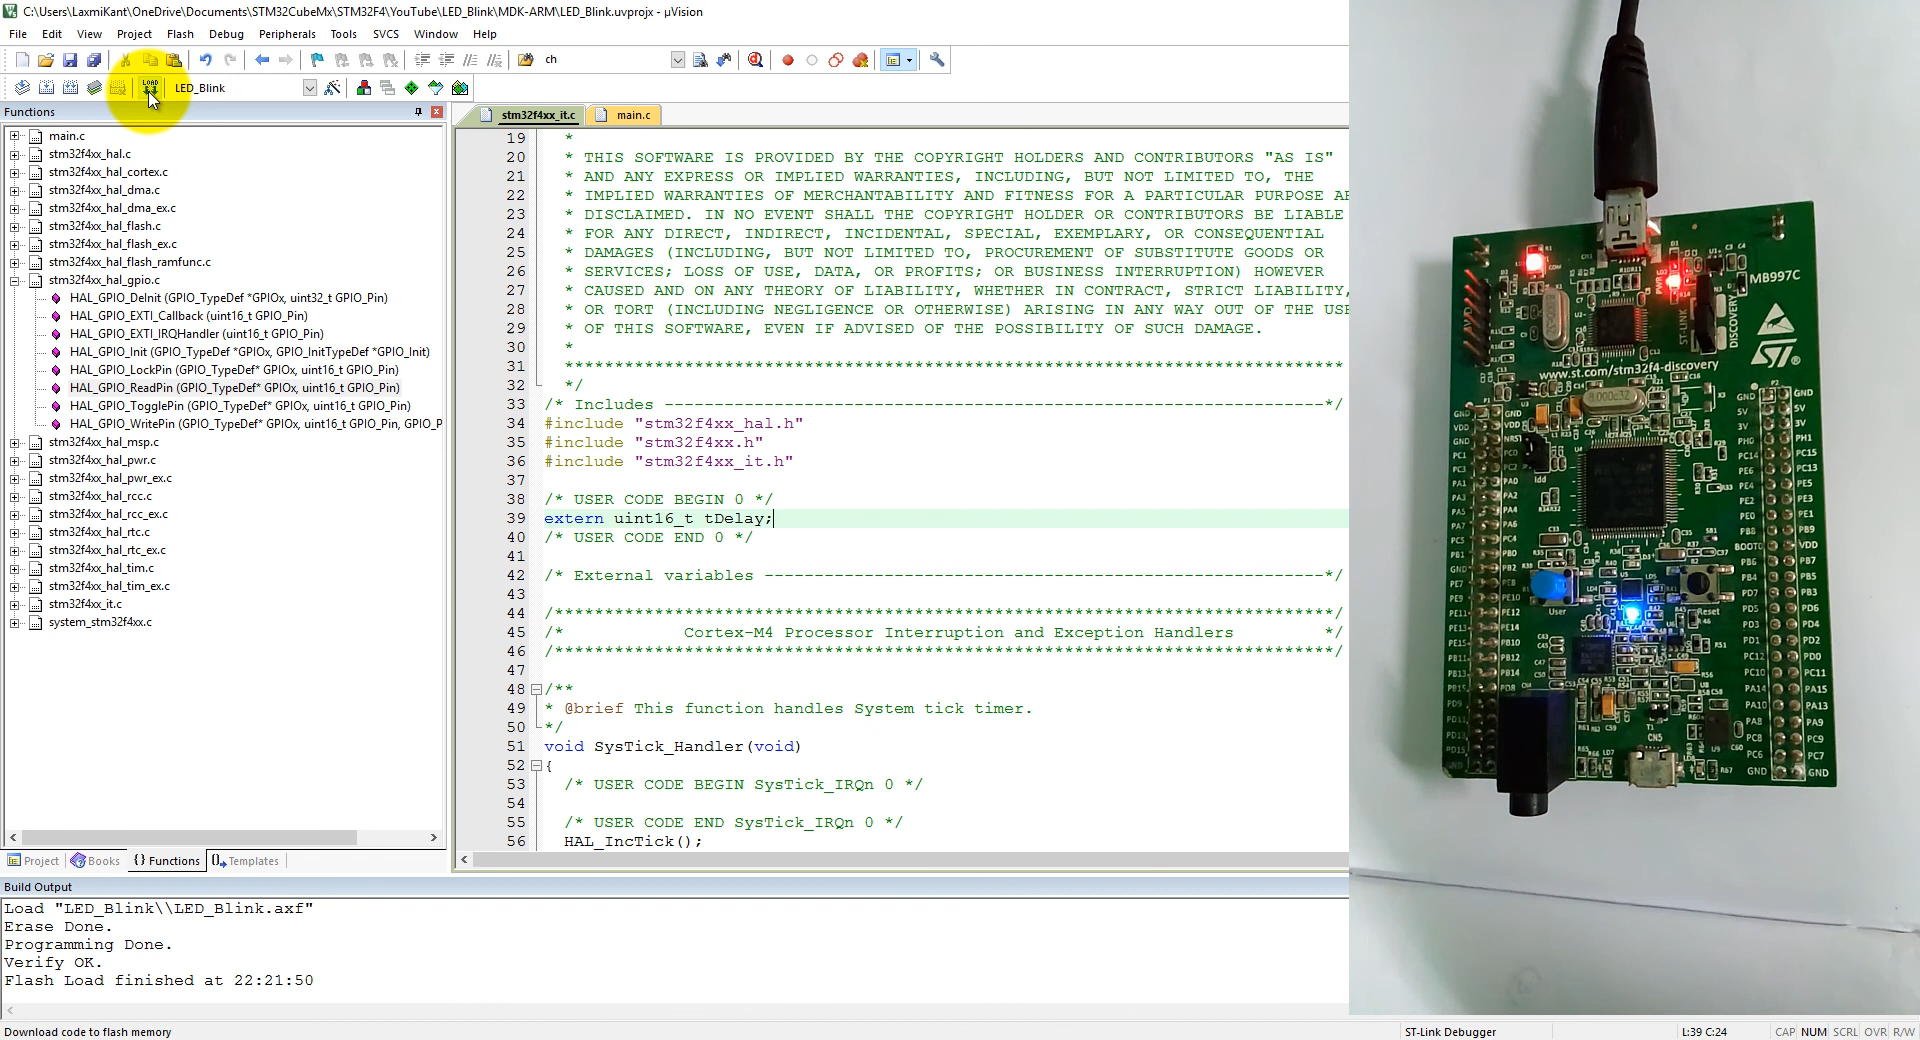 C:\Users\LaxmiKant\OneDrive\Documents\STM32CubeMx\STM32F4\YouTube\LED_Blink\MDK-ARM\LED_Blink.uvprojx - µVision
File Edit View Project Flash Debug Peripherals Tools SVCS Window Help
ch
LOAD
LED_Blink
Functions
main.c
stm32f4xx_hal.c
stm32f4xx_hal_cortex.c
stm32f4xx_hal_dma.c
stm32f4xx_hal_dma_ex.c
stm32f4xx_hal_flash.c
stm32f4xx_hal_flash_ex.c
stm32f4xx_hal_flash_ramfunc.c
stm32f4xx_hal_gpio.c
HAL_GPIO_DeInit (GPIO_TypeDef *GPIOx, uint32_t GPIO_Pin)
HAL_GPIO_EXTI_Callback (uint16_t GPIO_Pin)
HAL_GPIO_EXTI_IRQHandler (uint16_t GPIO_Pin)
HAL_GPIO_Init (GPIO_TypeDef *GPIOx, GPIO_InitTypeDef *GPIO_Init)
HAL_GPIO_LockPin (GPIO_TypeDef* GPIOx, uint16_t GPIO_Pin)
HAL_GPIO_ReadPin (GPIO_TypeDef* GPIOx, uint16_t GPIO_Pin)
HAL_GPIO_TogglePin (GPIO_TypeDef* GPIOx, uint16_t GPIO_Pin)
HAL_GPIO_WritePin (GPIO_TypeDef* GPIOx, uint16_t GPIO_Pin, GPIO_P
stm32f4xx_hal_msp.c
stm32f4xx_hal_pwr.c
stm32f4xx_hal_pwr_ex.c
stm32f4xx_hal_rcc.c
stm32f4xx_hal_rcc_ex.c
stm32f4xx_hal_rtc.c
stm32f4xx_hal_rtc_ex.c
stm32f4xx_hal_tim.c
stm32f4xx_hal_tim_ex.c
stm32f4xx_it.c
system_stm32f4xx.c
Project Books {} Functions Templates
stm32f4xx_it.c main.c
19 *
20 * THIS SOFTWARE IS PROVIDED BY THE COPYRIGHT HOLDERS AND CONTRIBUTORS "AS IS"
21 * AND ANY EXPRESS OR IMPLIED WARRANTIES, INCLUDING, BUT NOT LIMITED TO, THE
22 * IMPLIED WARRANTIES OF MERCHANTABILITY AND FITNESS FOR A PARTICULAR PURPOSE AR
23 * DISCLAIMED. IN NO EVENT SHALL THE COPYRIGHT HOLDER OR CONTRIBUTORS BE LIABLE
24 * FOR ANY DIRECT, INDIRECT, INCIDENTAL, SPECIAL, EXEMPLARY, OR CONSEQUENTIAL
25 * DAMAGES (INCLUDING, BUT NOT LIMITED TO, PROCUREMENT OF SUBSTITUTE GOODS OR
26 * SERVICES; LOSS OF USE, DATA, OR PROFITS; OR BUSINESS INTERRUPTION) HOWEVER
27 * CAUSED AND ON ANY THEORY OF LIABILITY, WHETHER IN CONTRACT, STRICT LIABILITY,
28 * OR TORT (INCLUDING NEGLIGENCE OR OTHERWISE) ARISING IN ANY WAY OUT OF THE USE
29 * OF THIS SOFTWARE, EVEN IF ADVISED OF THE POSSIBILITY OF SUCH DAMAGE.
30 *
31 ******************************************************************************
32 */
33 /* Includes ------------------------------------------------------------------*/
34 #include "stm32f4xx_hal.h"
35 #include "stm32f4xx.h"
36 #include "stm32f4xx_it.h"
37
38 /* USER CODE BEGIN 0 */
39 extern uint16_t tDelay;
40 /* USER CODE END 0 */
41
42 /* External variables --------------------------------------------------------*/
43
44 /******************************************************************************/
45 /* Cortex-M4 Processor Interruption and Exception Handlers */
46 /******************************************************************************/
47
48 /**
49 * @brief This function handles System tick timer.
50 */
51 void SysTick_Handler(void)
52 {
53 /* USER CODE BEGIN SysTick_IRQn 0 */
54
55 /* USER CODE END SysTick_IRQn 0 */
56 HAL_IncTick();
Build Output
Load "LED_Blink\\LED_Blink.axf"
Erase Done.
Programming Done.
Verify OK.
Flash Load finished at 22:21:50
Download code to flash memory
ST-Link Debugger
L:39 C:24
CAP NUM SCRL OVR R/W
MB997C
ST-LINK
DISCOVERY
www.st.com/stm32f4-discovery
Idd
User
Reset
CN5